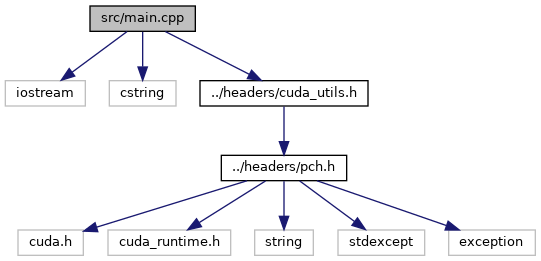 src/main.cpp
iostream
cstring
../headers/cuda_utils.h
../headers/pch.h
cuda.h
cuda_runtime.h
string
stdexcept
exception